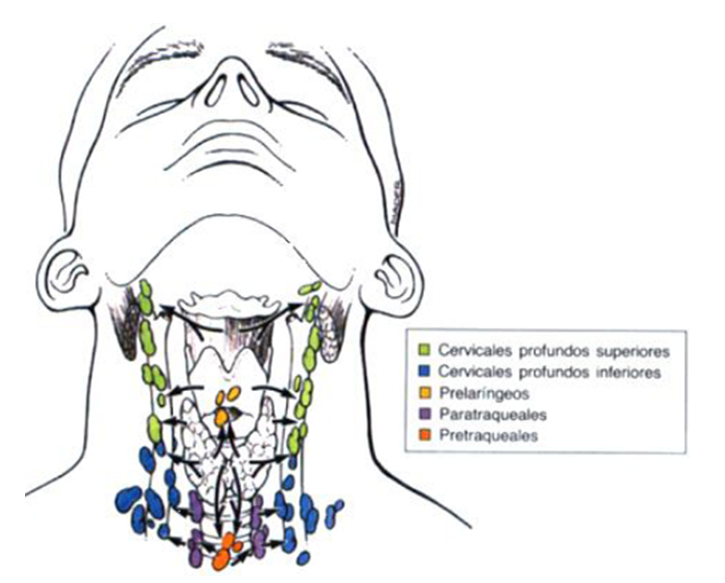 Cervicales profundos superiores
Cervicales profundos inferiores
Prelaríngeos
Paratraqueales
Pretraqueales